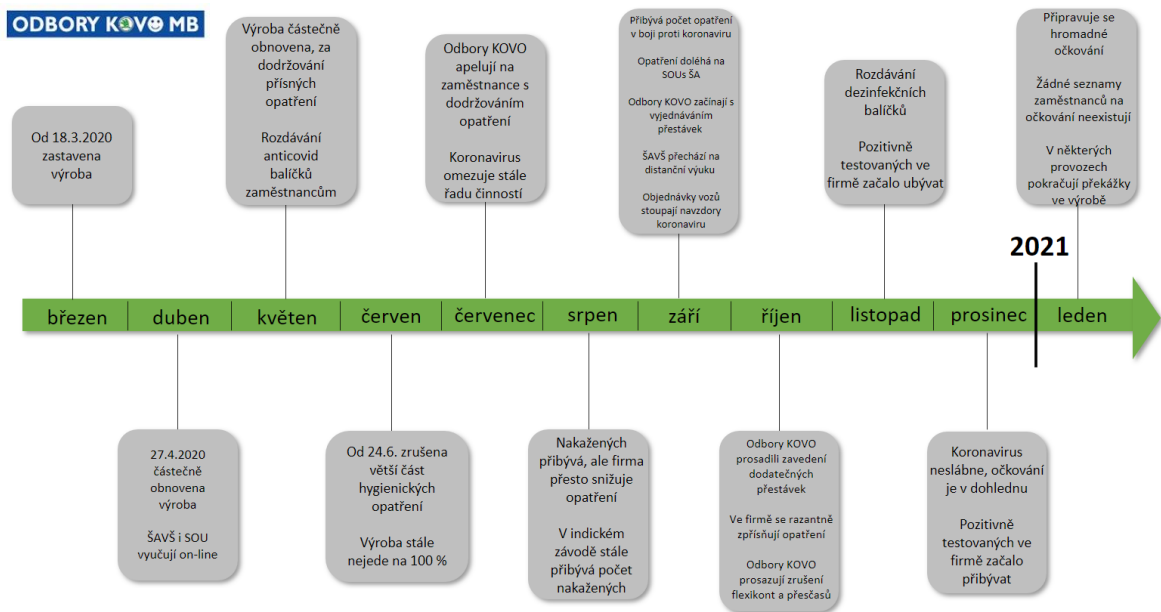 ODBORY KOVO MB
Od 18.3.2020
zastavena
výroba
Výroba částečně
obnovena, za
dodržování
přísných
opatření
Rozdávání
anticovid
balíčků
zaměstnancům
Odbory KOVO
apelují na
zaměstnance s
dodržováním
opatření
Koronavirus
omezuje stále
řadu činností
Přibývá počet opatření
v boji proti koronaviru
Opatření doléhá na
SOUs ŠA
Odbory KOVO začínají s
vyjednáváním
přestávek
ŠAVŠ přechází na
distanční výuku
Objednávky vozů
stoupají navzdory
koronaviru
Rozdávání
dezinfekčních
balíčků
Pozitivně
testovaných ve
firmě začalo ubývat
Připravuje se
hromadné
očkování
Žádné seznamy
zaměstnanců na
očkování neexistují
V některých
provozech
pokračují překážky
ve výrobě
2021
březen duben květen červen červenec srpen září říjen listopad prosinec leden
27.4.2020
částečně
obnovena
výroba
ŠAVŠ i SOU
vyučují on-line
Od 24.6. zrušena
větší část
hygienických
opatření
Výroba stále
nejede na 100 %
Nakažených
přibývá, ale firma
přesto snižuje
opatření
V indickém
závodě stále
přibývá počet
nakažených
Odbory KOVO
prosadili zavedení
dodatečných
přestávek
Ve firmě se razantně
zpřísňují opatření
Odbory KOVO
prosazují zrušení
flexikont a přesčasů
Koronavirus
neslábne, očkování
je v dohlednu
Pozitivně
testovaných ve
firmě začalo
přibývat